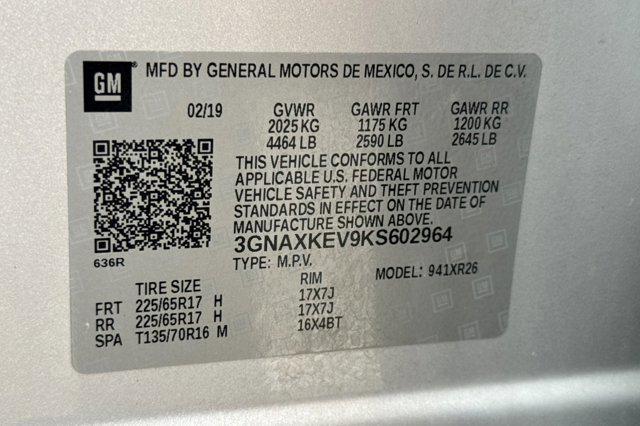 GM MFD BY GENERAL MOTORS DE MEXICO, S. DE R.L. DE C.V.
02/19 GVWR GAWR FRT GAWR RR
2025 KG 1175 KG 1200 KG
4464 LB 2590 LB 2645 LB
THIS VEHICLE CONFORMS TO ALL
APPLICABLE U.S. FEDERAL MOTOR
VEHICLE SAFETY AND THEFT PREVENTION
STANDARDS IN EFFECT ON THE DATE OF
MANUFACTURE SHOWN ABOVE.
3GNAXKEV9KS602964
636R TYPE: M.P.V. MODEL: 941XR26
TIRE SIZE RIM
FRT 225/65R17 H 17X7J
RR 225/65R17 H 17X7J
SPA T135/70R16 M 16X4BT